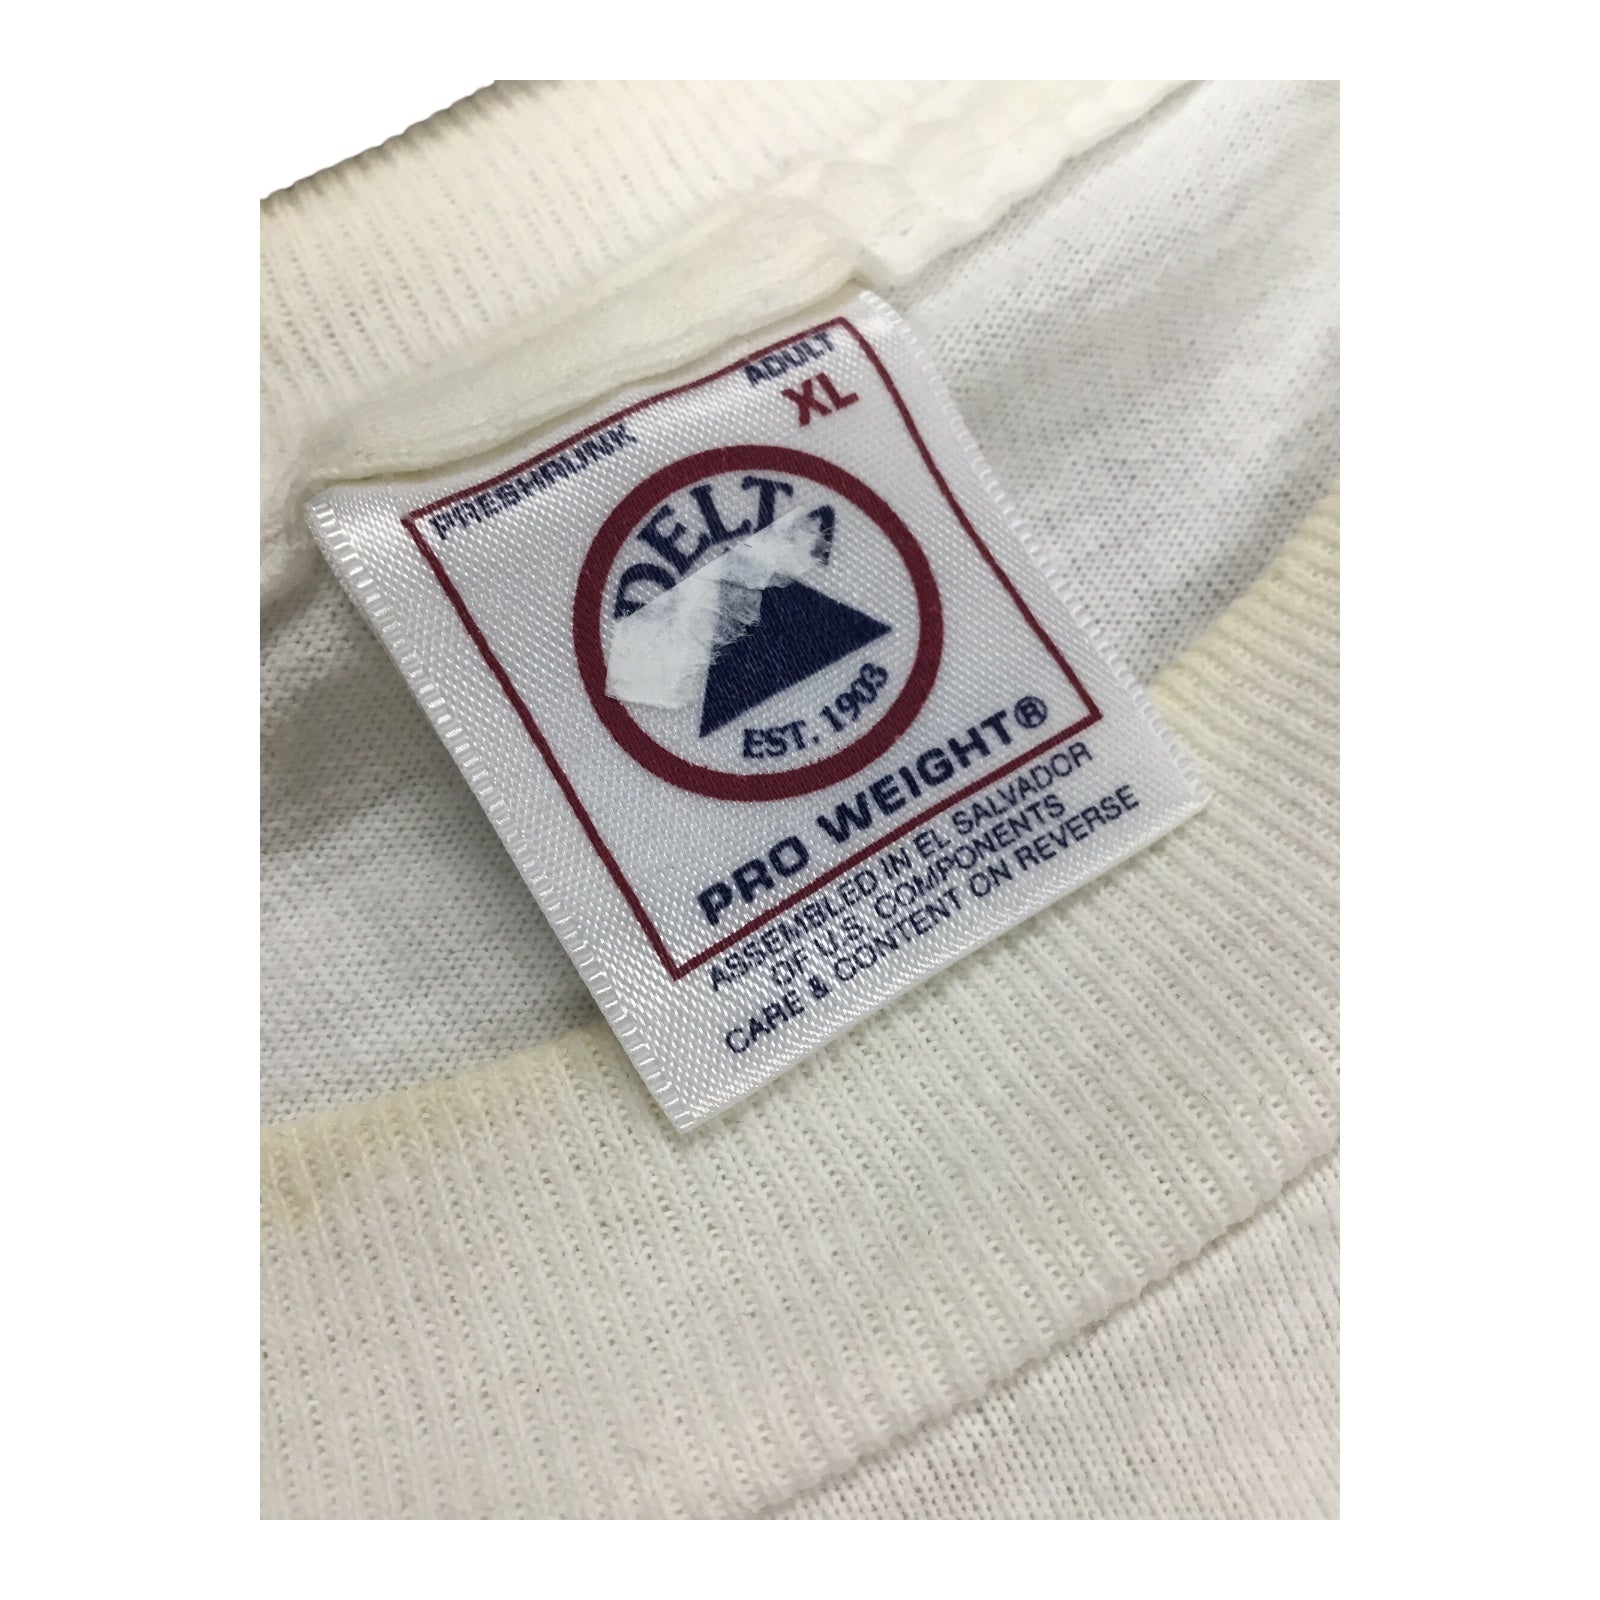 ADULT
PRESHRUNK XL
DELTA
EST. 1903
PRO WEIGHT®
ASSEMBLED IN EL SALVADOR
OF U.S. COMPONENTS
CARE & CONTENT ON REVERSE